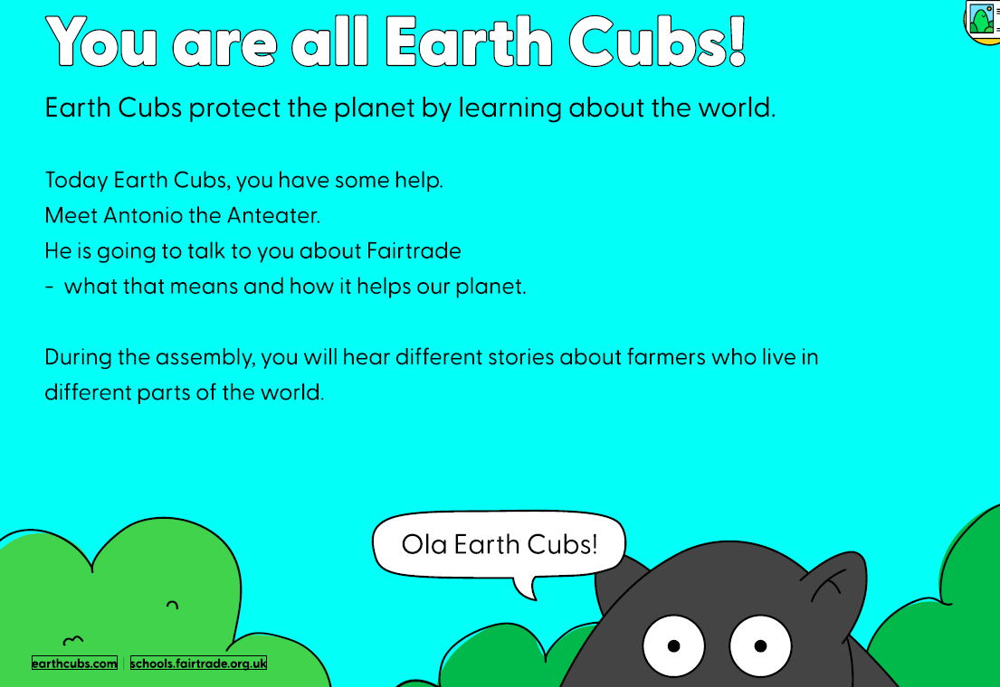 You are all Earth Cubs!
Earth Cubs protect the planet by learning about the world.
Today Earth Cubs, you have some help.
Meet Antonio the Anteater.
He is going to talk to you about Fairtrade
- what that means and how it helps our planet.
During the assembly, you will hear different stories about farmers who live in
different parts of the world.
Ola Earth Cubs!
earthcubs.com | schools.fairtrade.org.uk